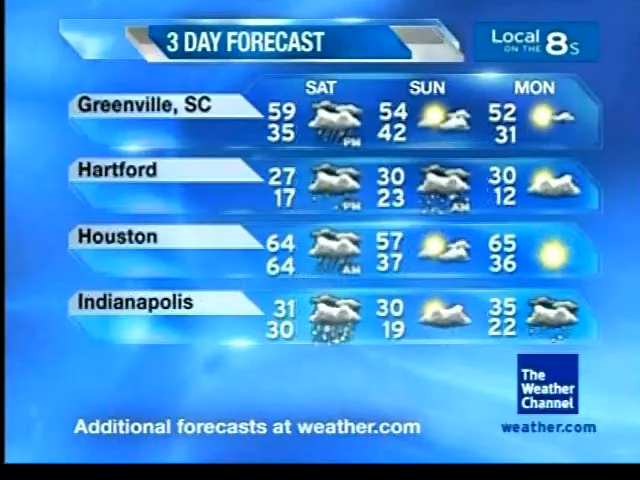 3 DAY FORECAST
Local
ON THE 8s
SAT SUN MON
Greenville, SC 59 54 52
35 PM 42 31
Hartford 27 30 30
17 PM 23 AM 12
Houston 64 57 65
64 AM 37 36
Indianapolis 31 30 35
30 19 22
The
Weather
Channel
Additional forecasts at weather.com
weather.com